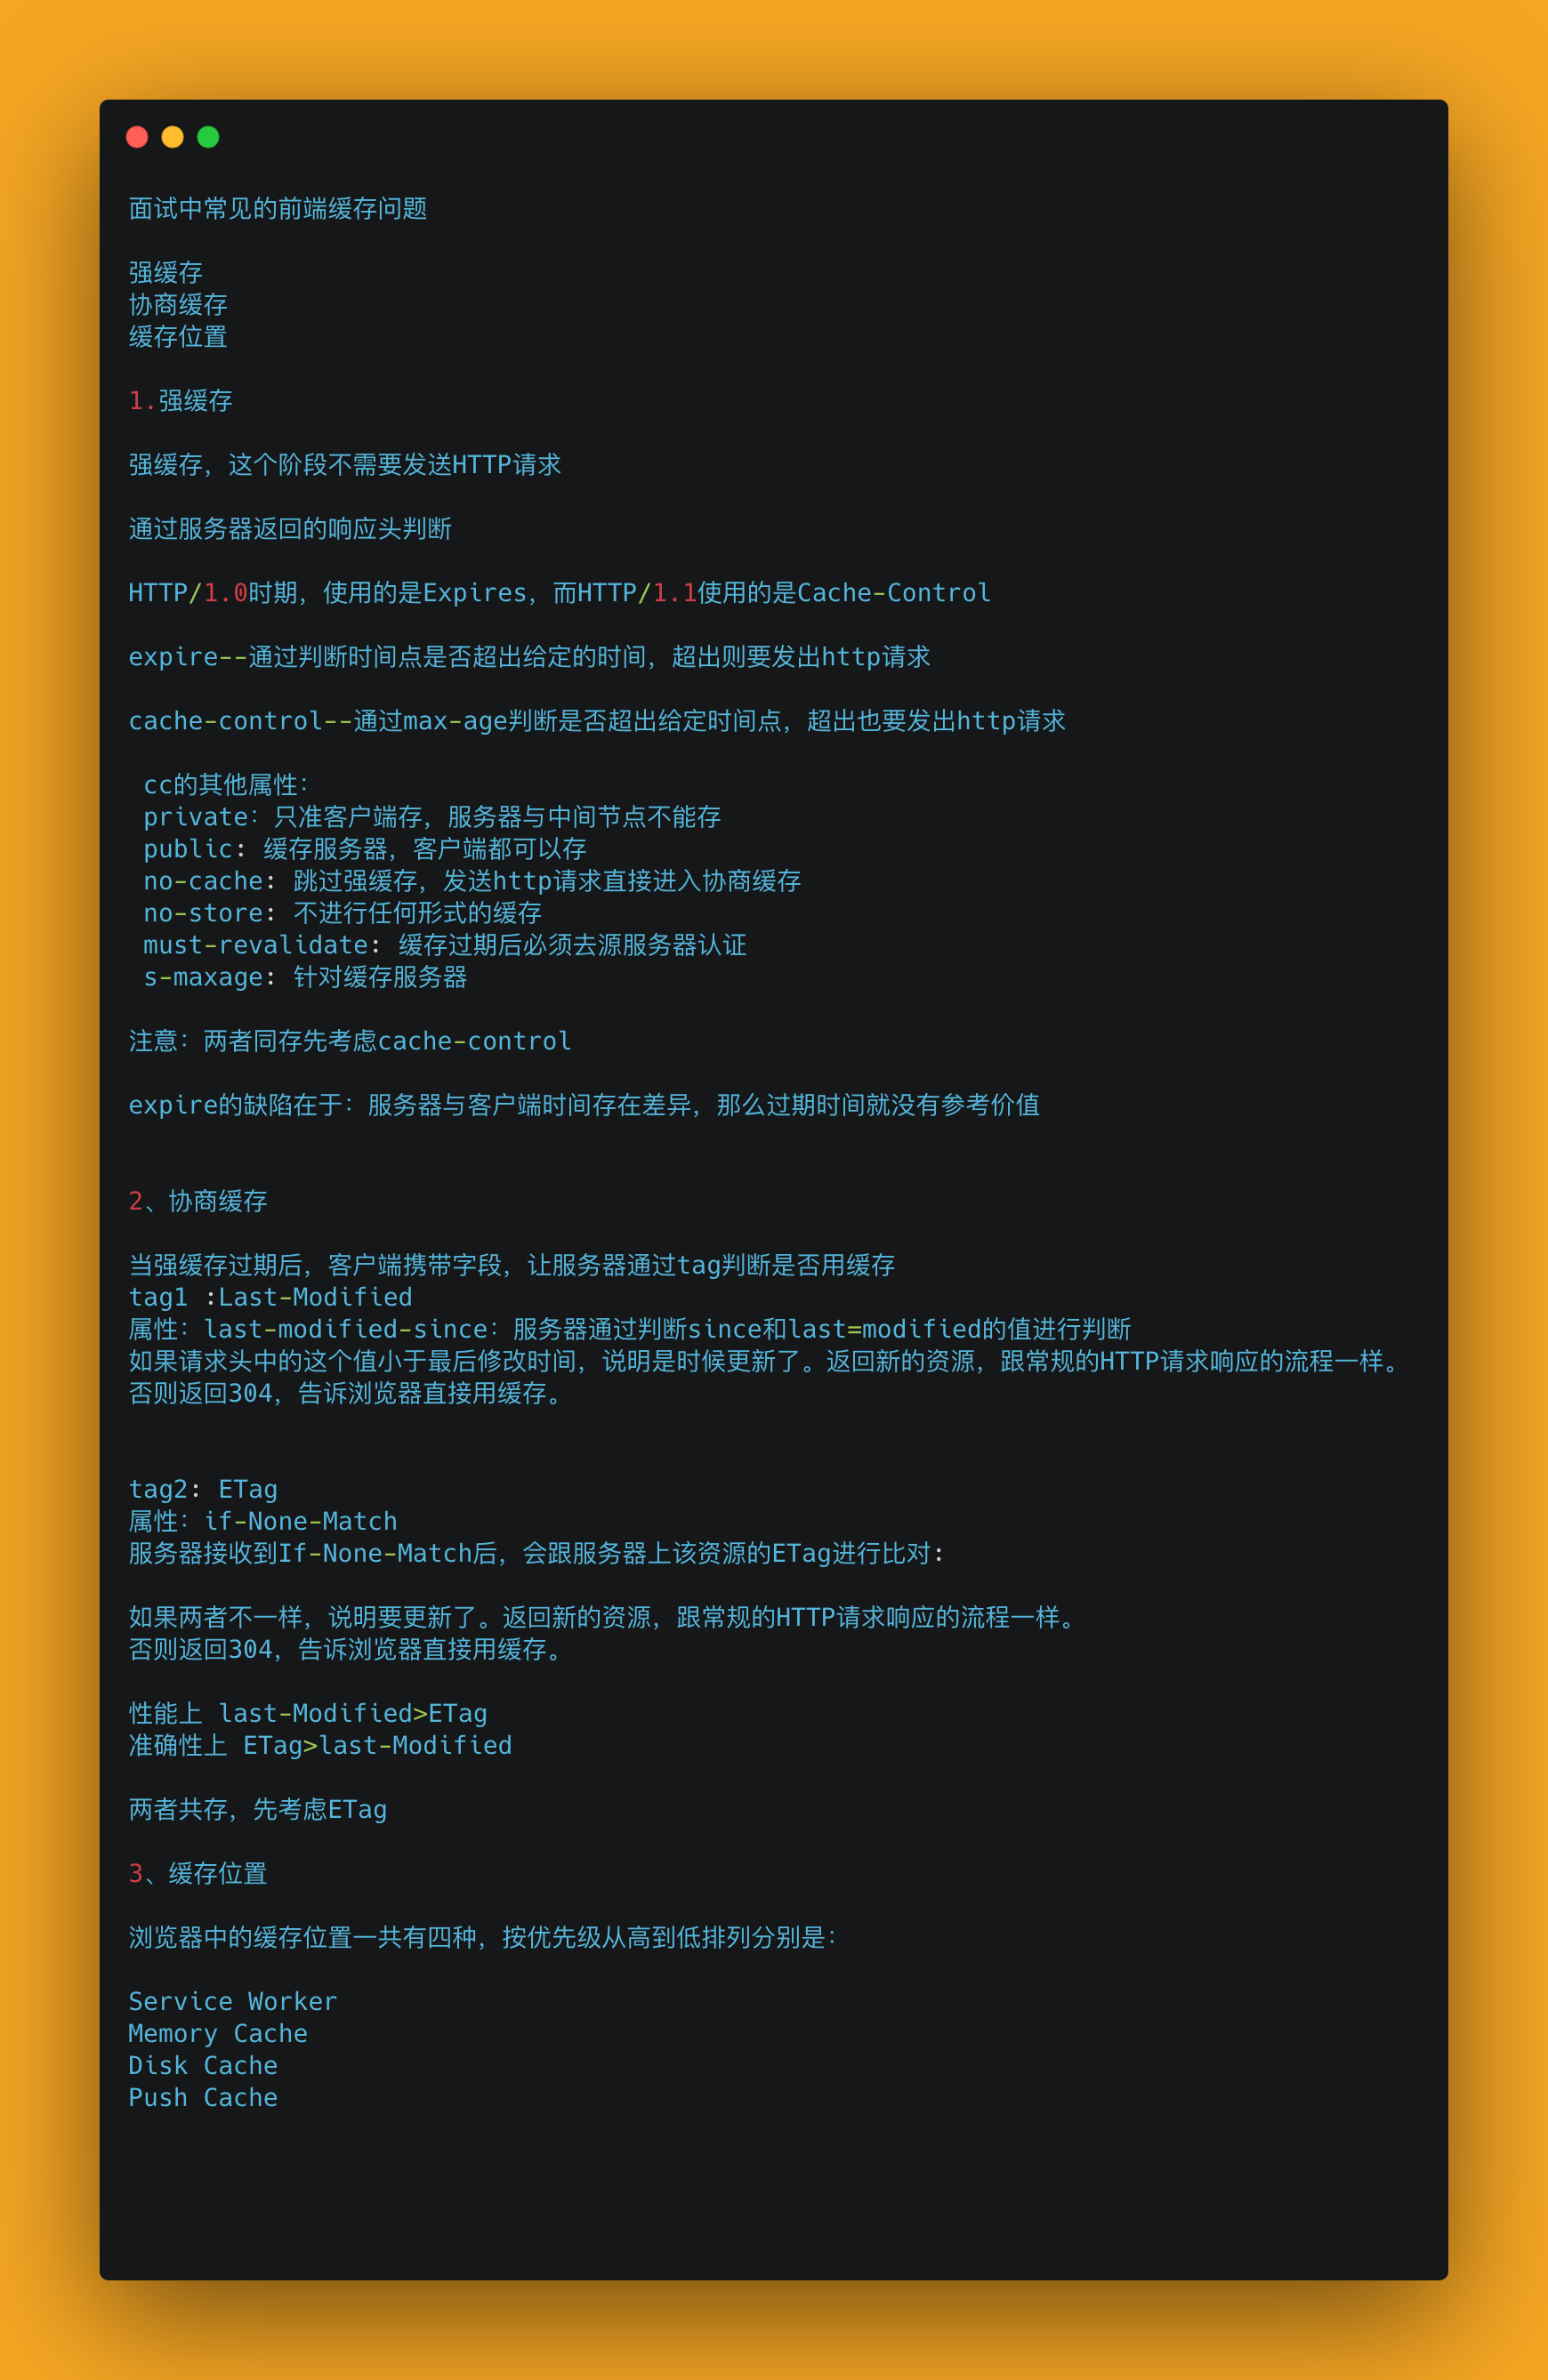 面试中常见的前端缓存问题
强缓存
协商缓存
缓存位置
1.强缓存
强缓存，这个阶段不需要发送HTTP请求
通过服务器返回的响应头判断
HTTP/1.0时期，使用的是Expires，而HTTP/1.1使用的是Cache-Control
expire--通过判断时间点是否超出给定的时间，超出则要发出http请求
cache-control--通过max-age判断是否超出给定时间点，超出也要发出http请求
cc的其他属性：
private：只准客户端存，服务器与中间节点不能存
public: 缓存服务器，客户端都可以存
no-cache: 跳过强缓存，发送http请求直接进入协商缓存
no-store: 不进行任何形式的缓存
must-revalidate: 缓存过期后必须去源服务器认证
s-maxage: 针对缓存服务器
注意：两者同存先考虑cache-control
expire的缺陷在于：服务器与客户端时间存在差异，那么过期时间就没有参考价值
2、协商缓存
当强缓存过期后，客户端携带字段，让服务器通过tag判断是否用缓存
tag1 :Last-Modified
属性：last-modified-since：服务器通过判断since和last=modified的值进行判断
如果请求头中的这个值小于最后修改时间，说明是时候更新了。返回新的资源，跟常规的HTTP请求响应的流程一样。
否则返回304，告诉浏览器直接用缓存。
tag2: ETag
属性：if-None-Match
服务器接收到If-None-Match后，会跟服务器上该资源的ETag进行比对:
如果两者不一样，说明要更新了。返回新的资源，跟常规的HTTP请求响应的流程一样。
否则返回304，告诉浏览器直接用缓存。
性能上 last-Modified>ETag
准确性上 ETag>last-Modified
两者共存，先考虑ETag
3、缓存位置
浏览器中的缓存位置一共有四种，按优先级从高到低排列分别是：
Service Worker
Memory Cache
Disk Cache
Push Cache